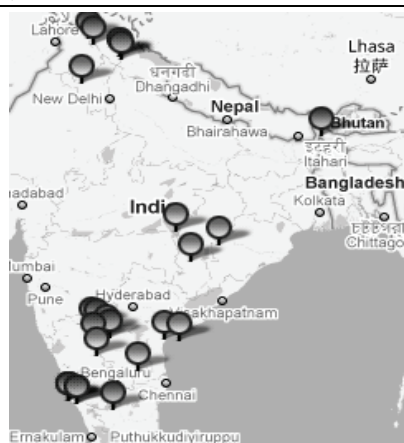 Lahore
Lhasa
拉萨
धनगढी
Dhangadhi
New Delhi
Nepal
Bhairahawa
Bhutan
इटहरी
Itahari
Bangladesh
Kolkata
Chittago
Indi
adabad
umbai
Pune
Hyderabad
sakhapatnam
Bengaluru
Chennai
Ernakulam
Puthukkudiyiruppu